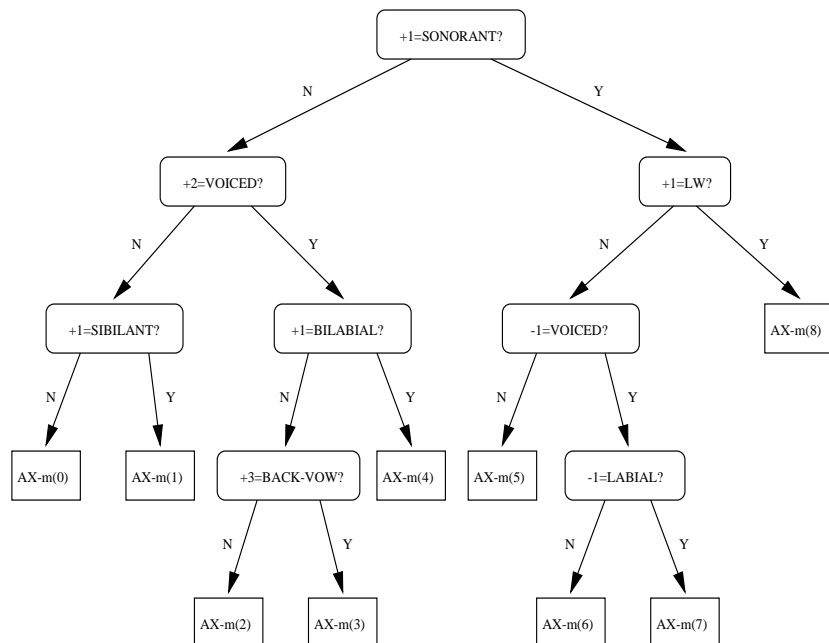 +1=SONORANT?
N
Y
+2=VOICED?
+1=LW?
N
Y
N
Y
+1=SIBILANT?
+1=BILABIAL?
-1=VOICED?
AX-m(8)
N
Y
N
Y
N
Y
AX-m(0)
AX-m(1)
+3=BACK-VOW?
AX-m(4)
AX-m(5)
-1=LABIAL?
N
Y
N
Y
AX-m(2)
AX-m(3)
AX-m(6)
AX-m(7)